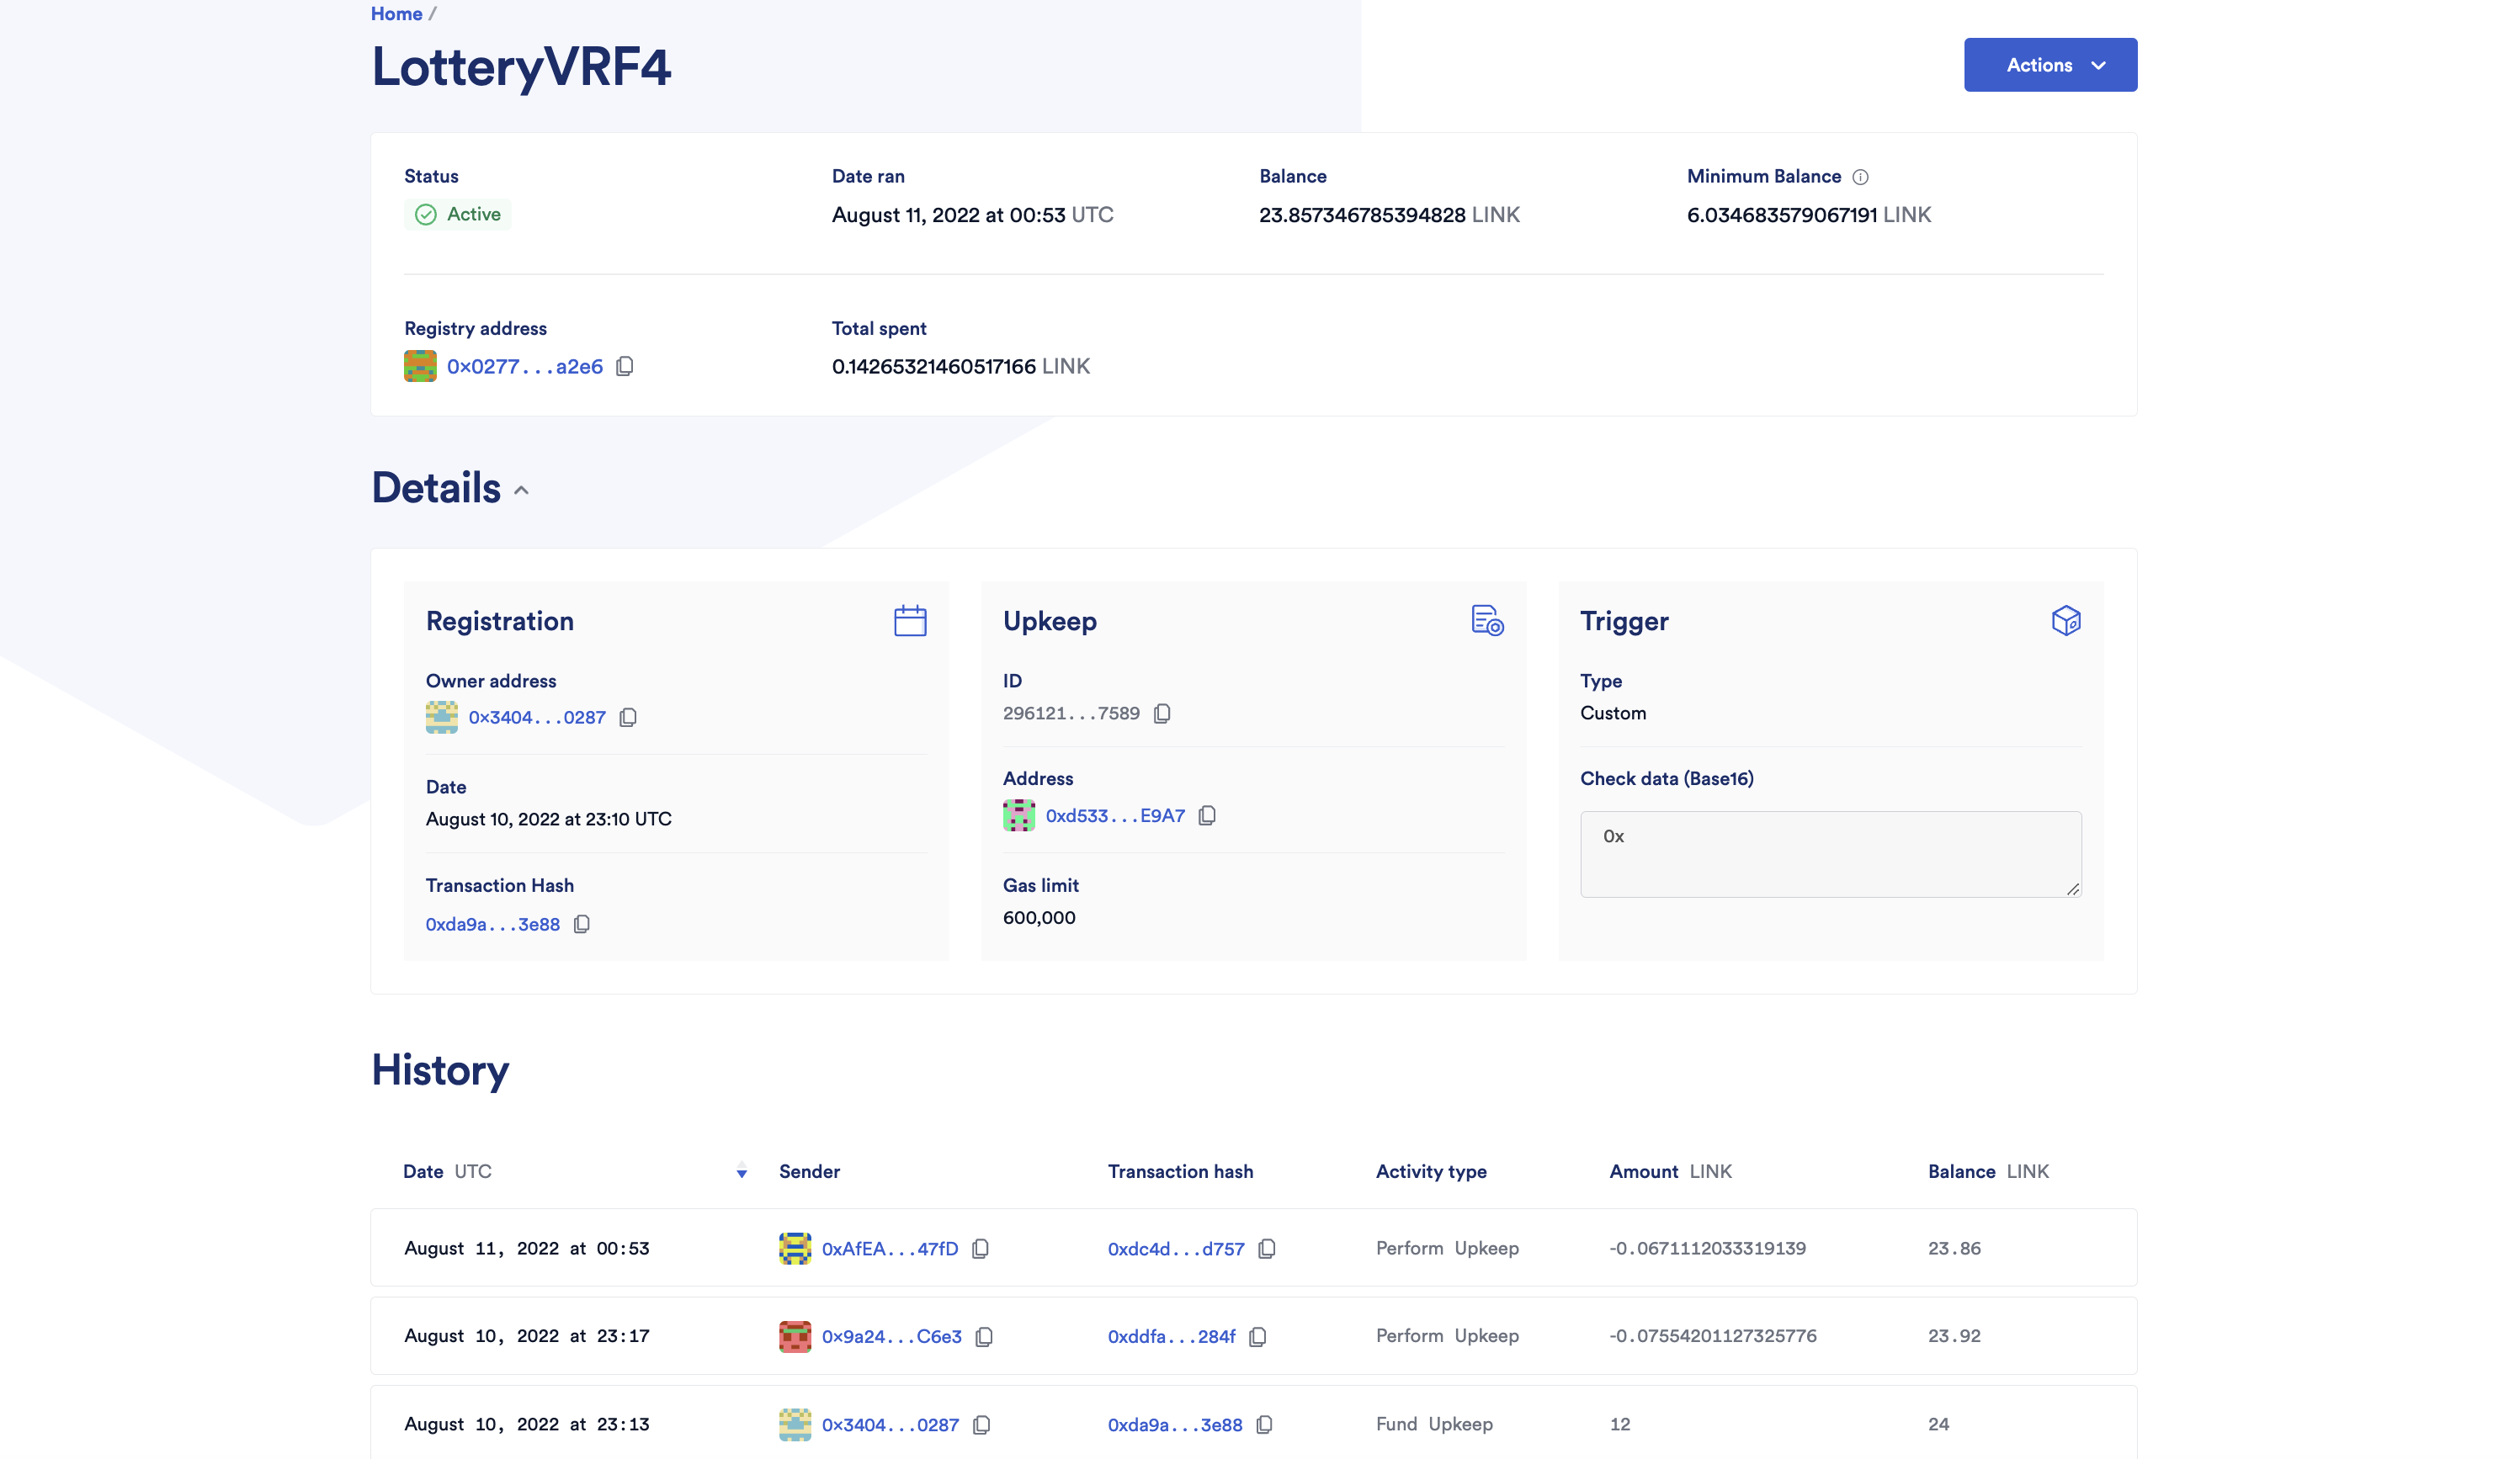 Home /
LotteryVRF4
Actions
Status
Date ran
Balance
Minimum Balance
Active
August 11, 2022 at 00:53 UTC
23.857346785394828 LINK
6.034683579067191 LINK
Registry address
Total spent
0x0277...a2e6
0.14265321460517166 LINK
Details
Registration
Owner address
0x3404...0287
Date
August 10, 2022 at 23:10 UTC
Transaction Hash
0xda9a...3e88
Upkeep
ID
296121...7589
Address
0xd533...E9A7
Gas limit
600,000
Trigger
Type
Custom
Check data (Base16)
0x
History
Date UTC Sender Transaction hash Activity type Amount LINK Balance LINK
August 11, 2022 at 00:53 0xAfEA...47fD 0xdc4d...d757 Perform Upkeep -0.0671112033319139 23.86
August 10, 2022 at 23:17 0x9a24...C6e3 0xddfa...284f Perform Upkeep -0.07554201127325776 23.92
August 10, 2022 at 23:13 0x3404...0287 0xda9a...3e88 Fund Upkeep 12 24